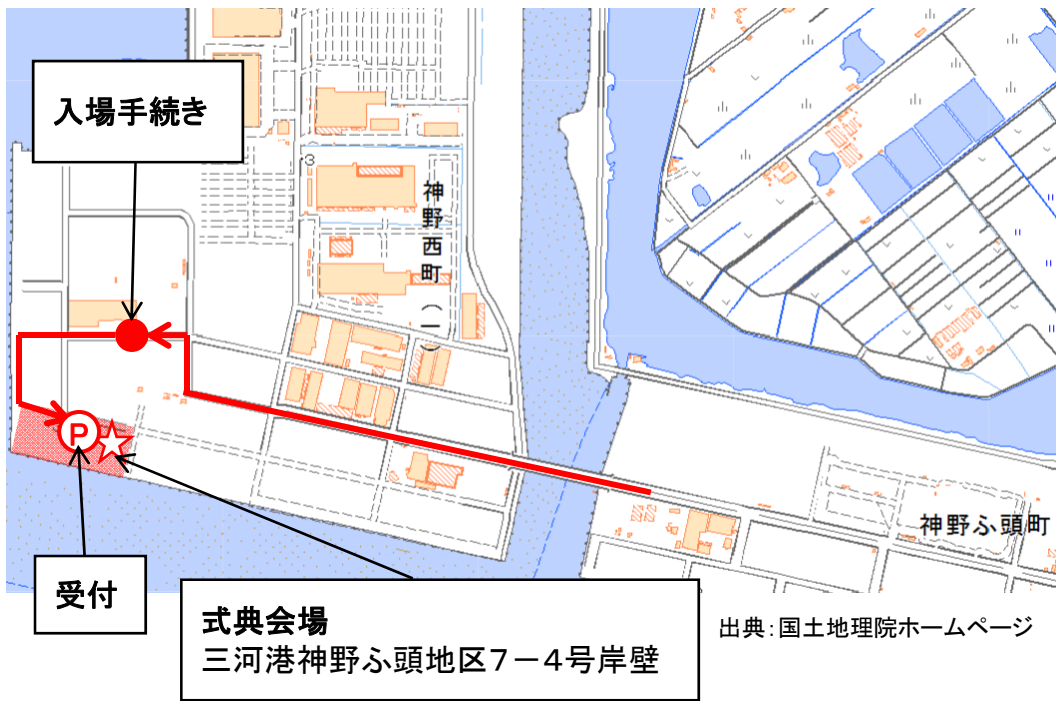 入場手続き
3
神野西町(一)
P
神野ふ頭町
受付
式典会場
三河港神野ふ頭地区7-4号岸壁
出典:国土地理院ホームページ